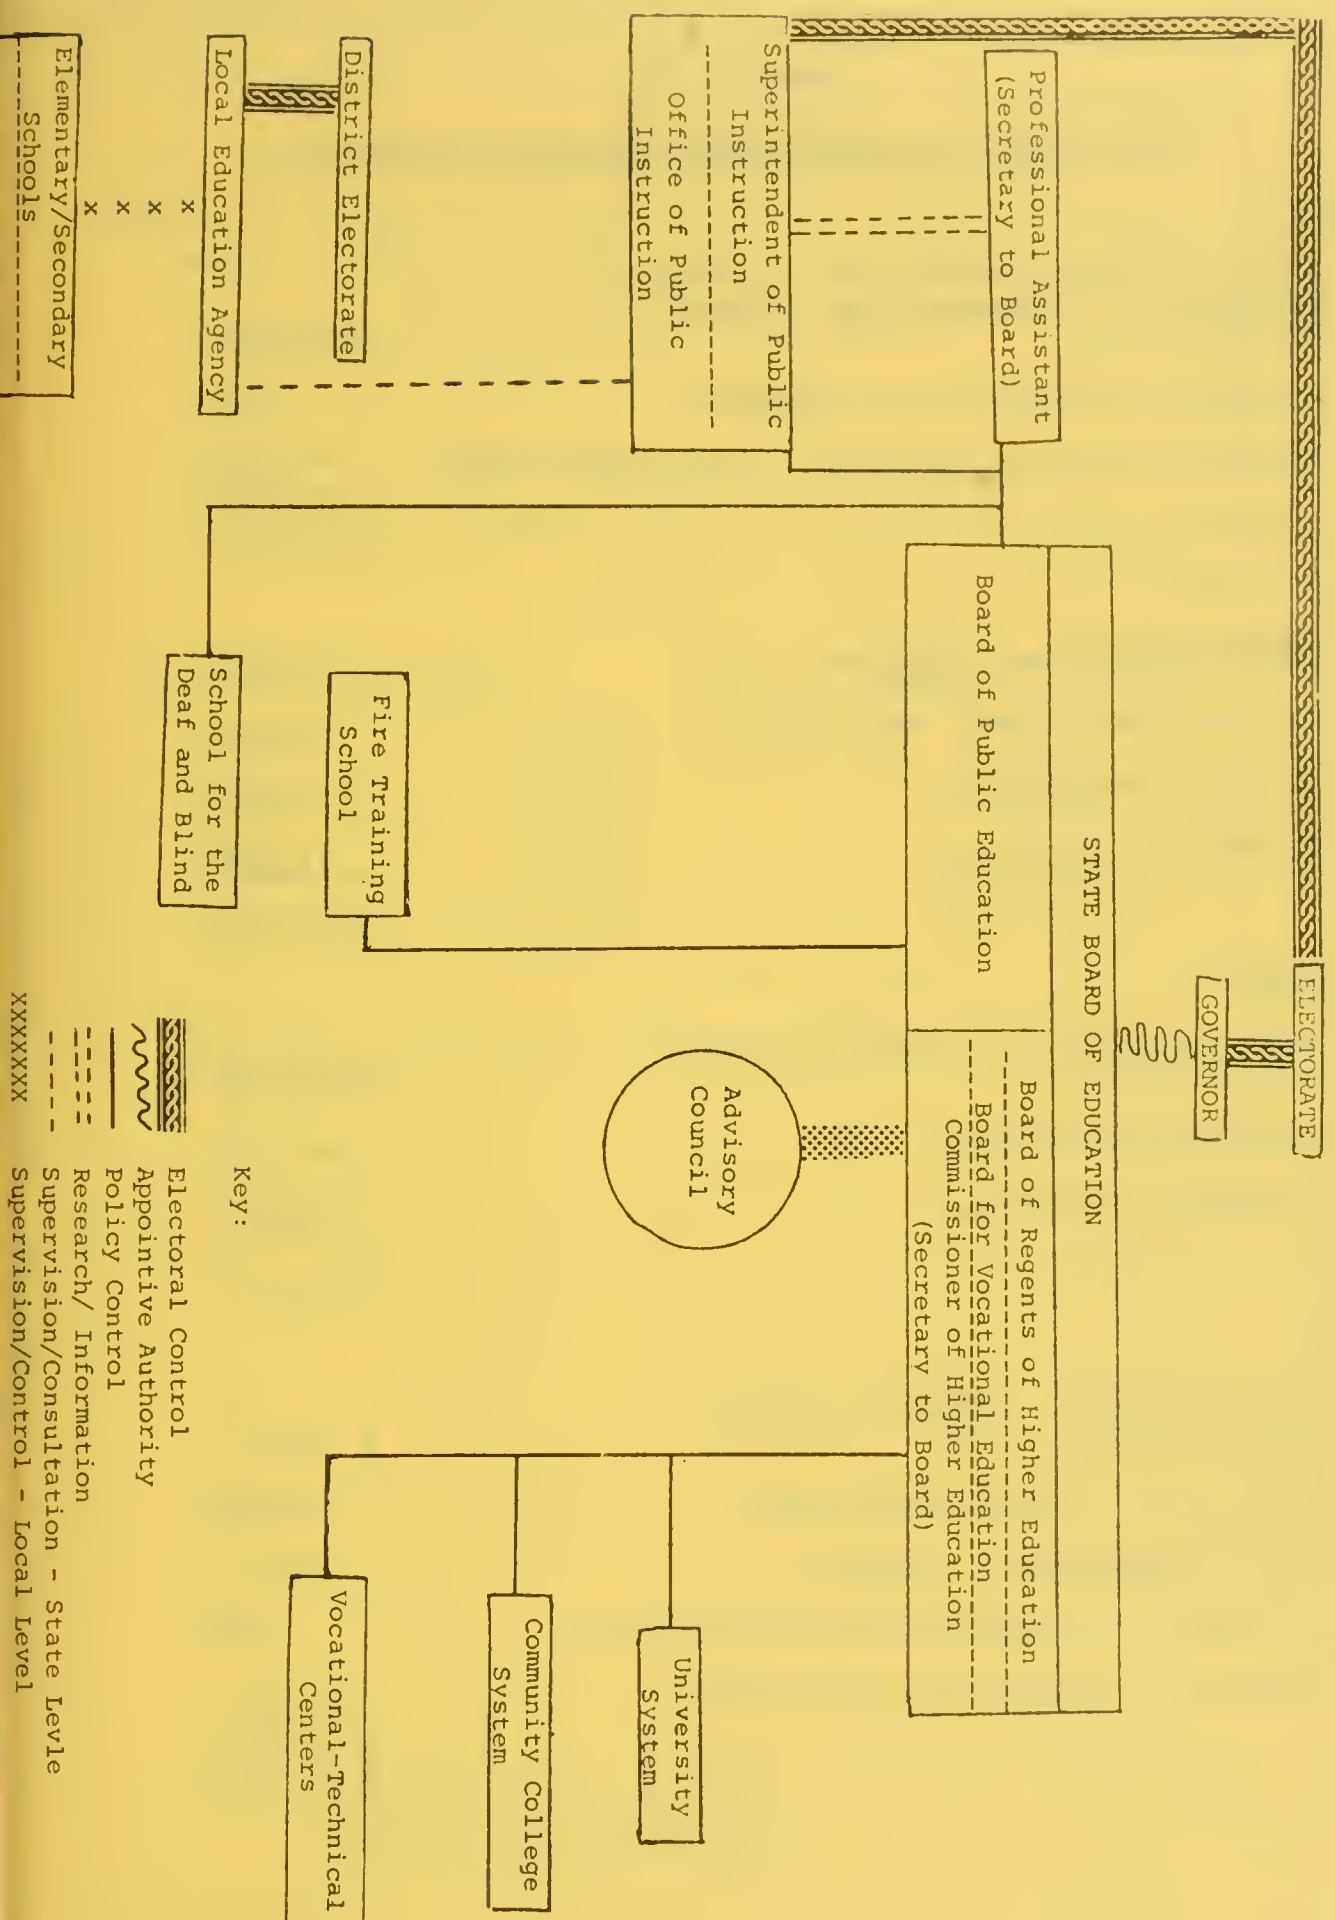 ELECTORATE
GOVERNOR
STATE BOARD OF EDUCATION
Board of Public Education
Board of Regents of Higher Education
Board for Vocational Education
Commissioner of Higher Education
(Secretary to Board)
Professional Assistant
(Secretary to Board)
Superintendent of Public
Instruction
Office of Public
Instruction
Advisory
Council
University
System
Community College
System
Vocational-Technical
Centers
Fire Training
School
School for the
Deaf and Blind
District Electorate
Local Education Agency
x
x
x
x
Elementary/Secondary
Schools
Key:
Electoral Control
Appointive Authority
Policy Control
Research/ Information
Supervision/Consultation - State Levle
XXXXXXX Supervision/Control - Local Level